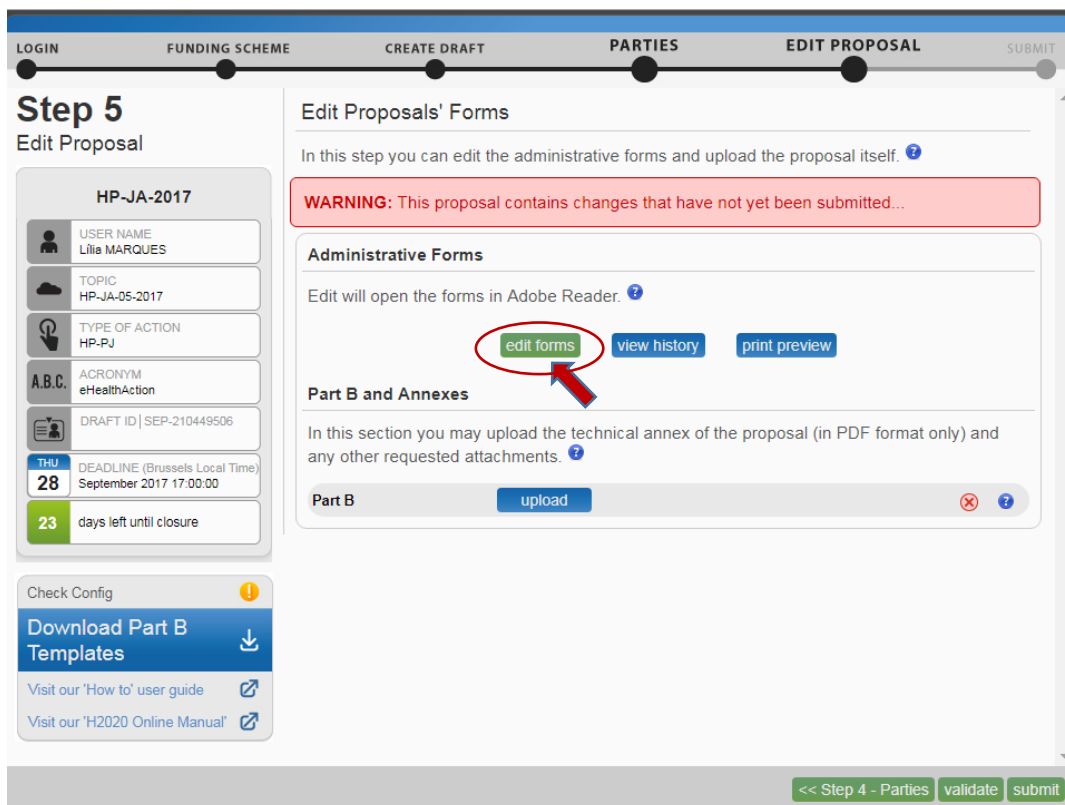 LOGIN FUNDING SCHEME CREATE DRAFT PARTIES EDIT PROPOSAL SUBMIT
Step 5
Edit Proposal
HP-JA-2017
USER NAME
Lília MARQUES
TOPIC
HP-JA-05-2017
TYPE OF ACTION
HP-PJ
A.B.C.
ACRONYM
eHealthAction
DRAFT ID | SEP-210449506
THU
28
DEADLINE (Brussels Local Time)
September 2017 17:00:00
23 days left until closure
Check Config
Download Part B
Templates
Visit our 'How to' user guide
Visit our 'H2020 Online Manual'
Edit Proposals' Forms
In this step you can edit the administrative forms and upload the proposal itself. ?
WARNING: This proposal contains changes that have not yet been submitted...
Administrative Forms
Edit will open the forms in Adobe Reader. ?
edit forms view history print preview
Part B and Annexes
In this section you may upload the technical annex of the proposal (in PDF format only) and
any other requested attachments. ?
Part B upload ?
<< Step 4 - Parties validate submit